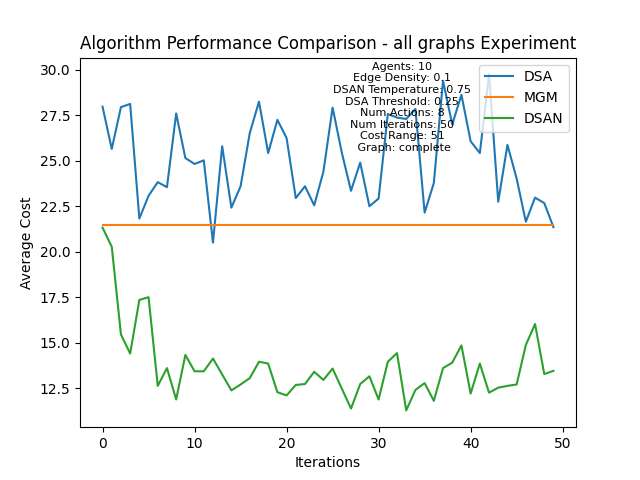 Algorithm Performance Comparison - all graphs Experiment
Agents: 10
Edge Density: 0.1
DSAN Temperature: 0.75
DSA Threshold: 0.25
Num Actions: 8
Num Iterations: 50
Cost Range: 51
Graph: complete
DSA
MGM
DSAN
30.0
27.5
25.0
22.5
20.0
17.5
15.0
12.5
Average Cost
0 10 20 30 40 50
Iterations